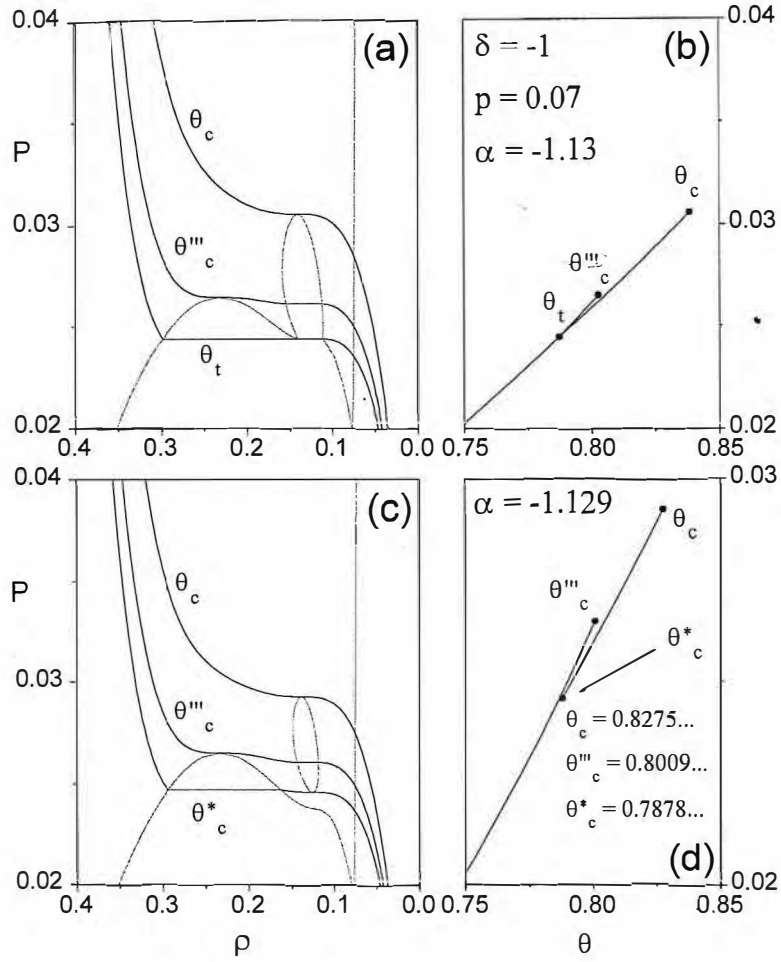 0.04
(a)
θc
P
0.03
θ'''c
θt
0.02
0.4 0.3 0.2 0.1 0.0
δ = -1
(b)
0.04
p = 0.07
α = -1.13
θc
0.03
θ'''c
θt
0.02
0.75 0.80 0.85
0.04
(c)
θc
P
0.03
θ'''c
θ*c
0.02
0.4 0.3 0.2 0.1 0.0
ρ
α = -1.129
0.03
θc
θ'''c
θ*c
θc = 0.8275...
θ'''c = 0.8009...
θ*c = 0.7878...
(d)
0.02
0.75 0.80 0.85
θ